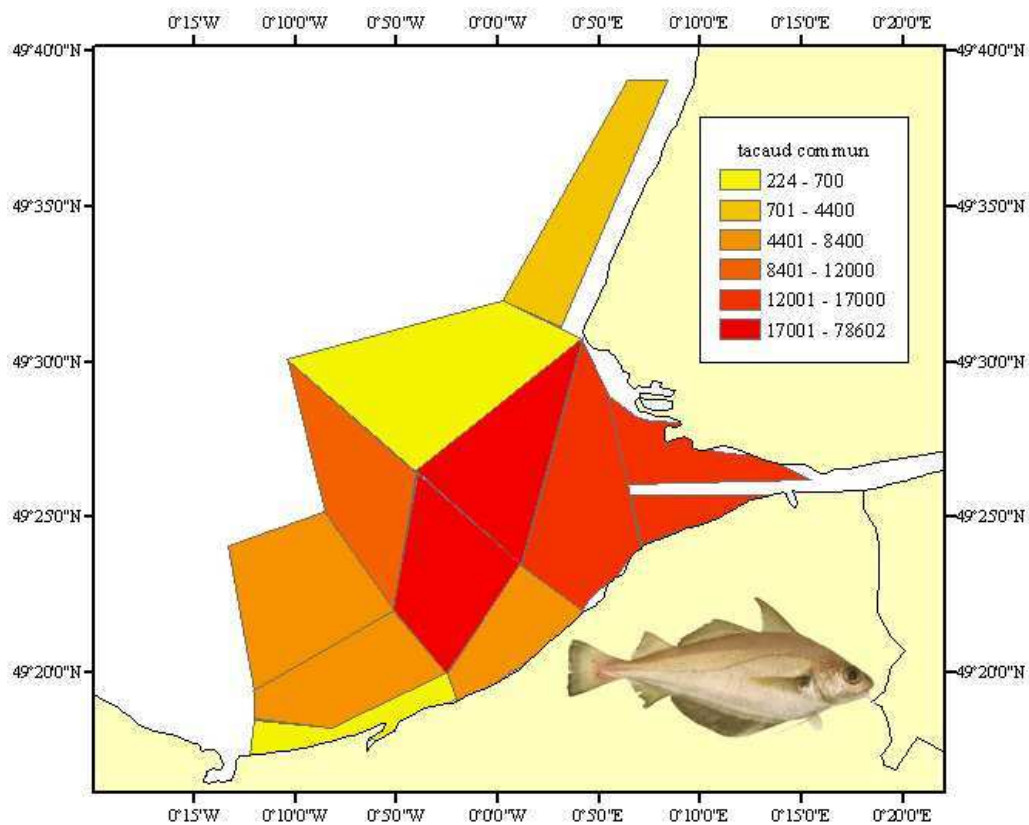 0°15'W 0°10'0"W 0°5'0"W 0°0'0" 0°5'0"E 0°10'0"E 0°15'E 0°20'0"E
49°40'0"N 49°40'0"N
tacaud commun
224 - 700
49°35'0"N 49°35'0"N
701 - 4400
4401 - 8400
8401 - 12000
12001 - 17000
17001 - 78602
49°30'0"N 49°30'0"N
49°25'0"N 49°25'0"N
49°20'0"N 49°20'0"N
0°15'W 0°10'0"W 0°5'0"W 0°0'0" 0°5'0"E 0°10'0"E 0°15'E 0°20'0"E